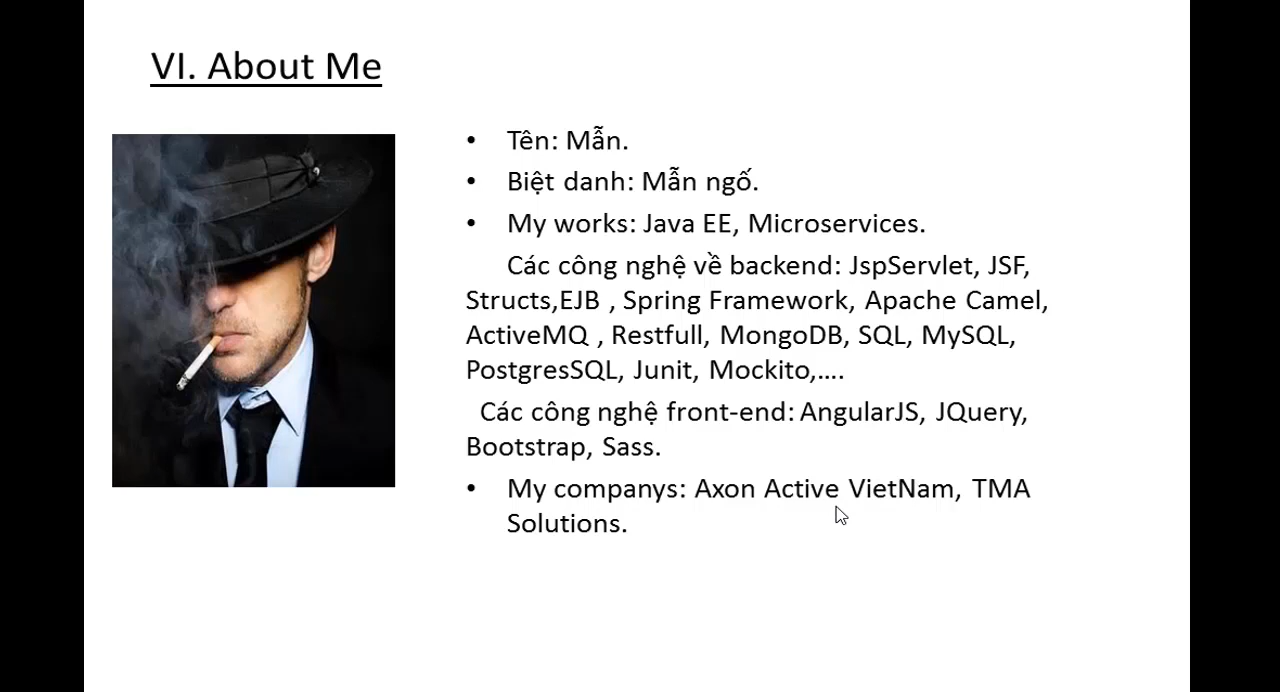 VI. About Me
• Tên: Mẫn.
• Biệt danh: Mẫn ngố.
• My works: Java EE, Microservices.
Các công nghệ về backend: JspServlet, JSF,
Structs,EJB , Spring Framework, Apache Camel,
ActiveMQ , Restfull, MongoDB, SQL, MySQL,
PostgresSQL, Junit, Mockito,....
Các công nghệ front-end: AngularJS, JQuery,
Bootstrap, Sass.
• My companys: Axon Active VietNam, TMA
Solutions.